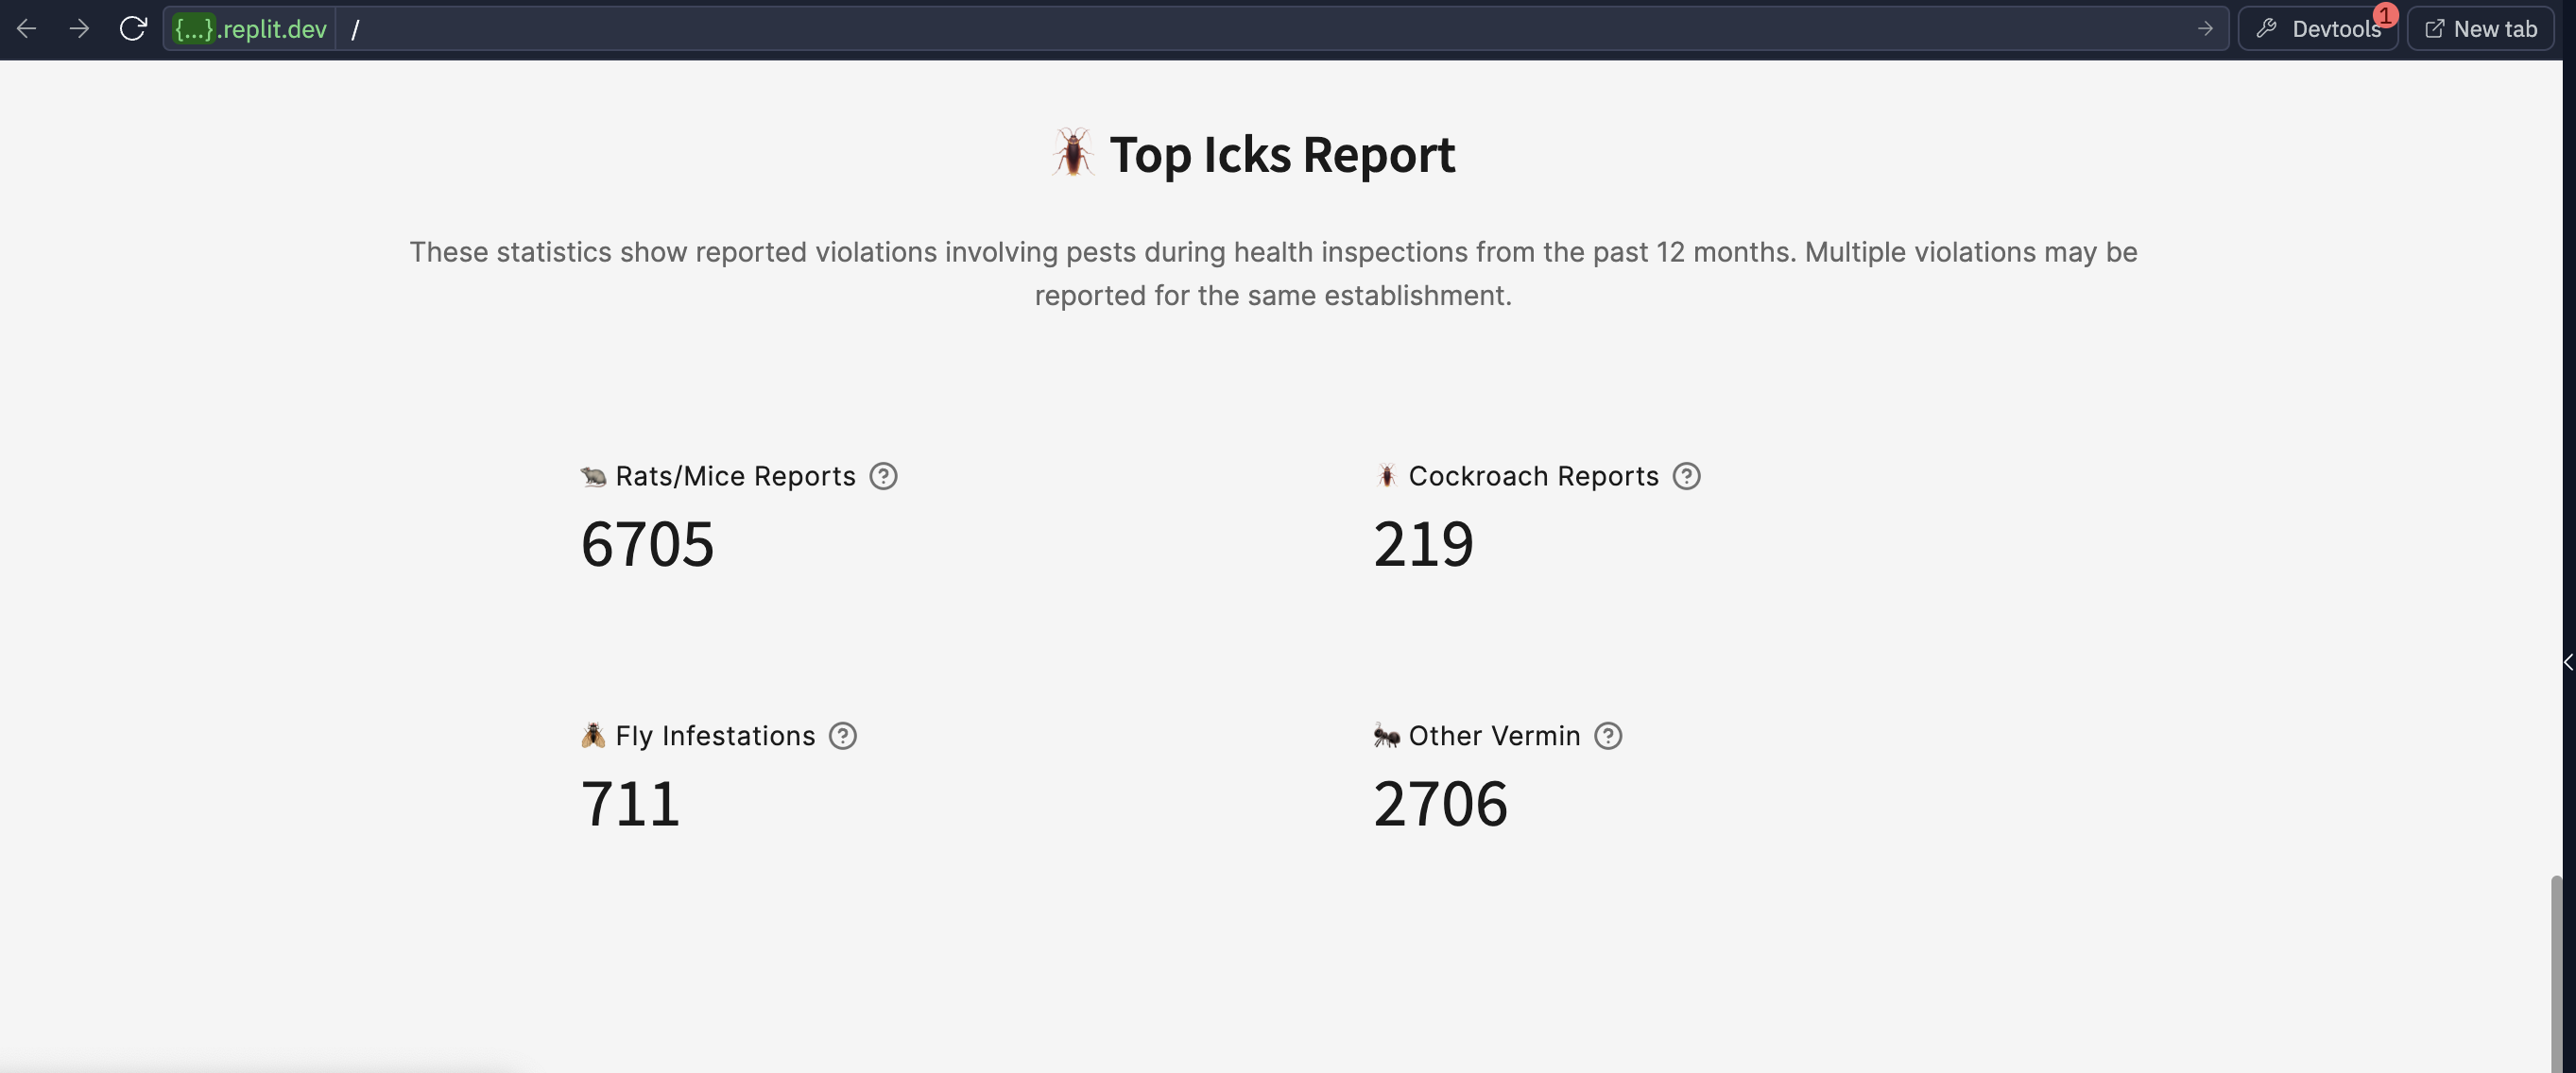 {...}.replit.dev /
Devtools 1
New tab
🪳 Top Icks Report
These statistics show reported violations involving pests during health inspections from the past 12 months. Multiple violations may be
reported for the same establishment.
🐀 Rats/Mice Reports
6705
🪳 Cockroach Reports
219
🪰 Fly Infestations
711
🐜 Other Vermin
2706